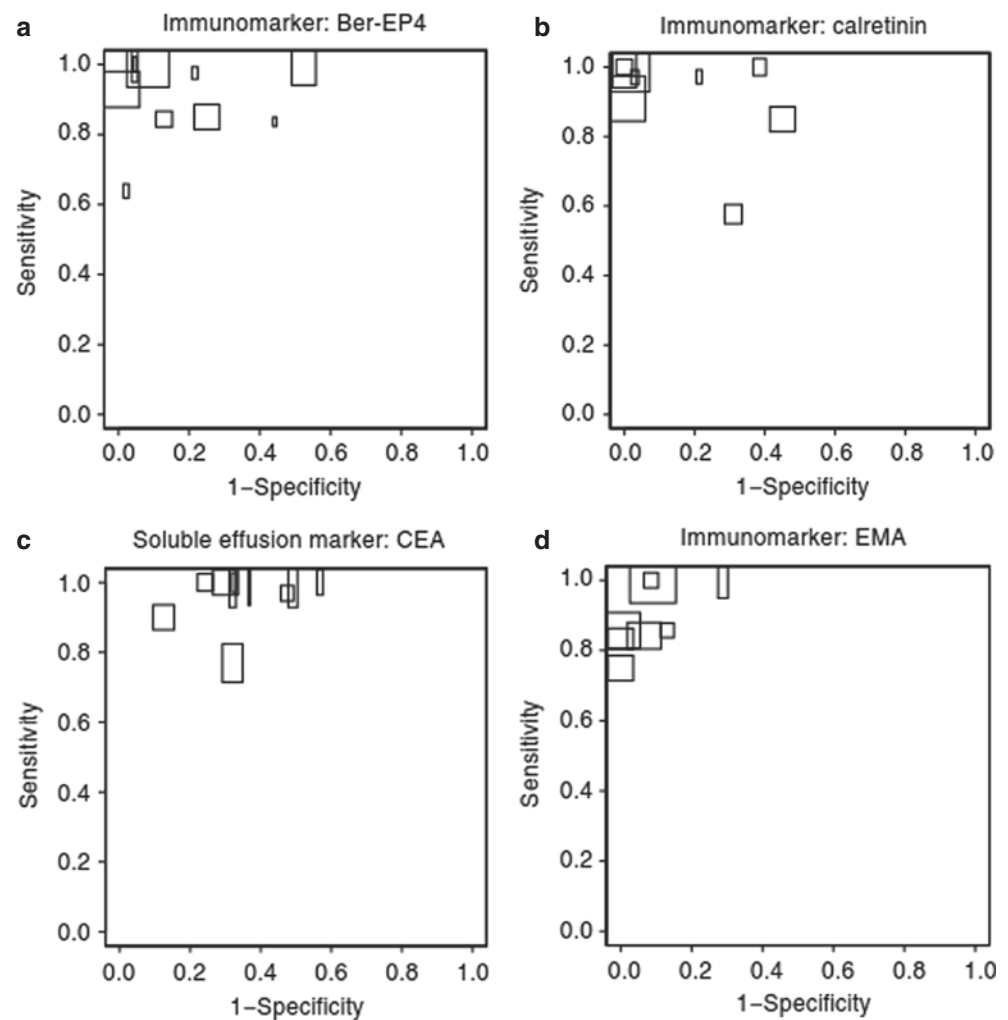 a
Immunomarker: Ber-EP4
1.0
0.8
0.6
0.4
0.2
0.0
Sensitivity
0.0 0.2 0.4 0.6 0.8 1.0
1–Specificity
b
Immunomarker: calretinin
1.0
0.8
0.6
0.4
0.2
0.0
Sensitivity
0.0 0.2 0.4 0.6 0.8 1.0
1–Specificity
c
Soluble effusion marker: CEA
1.0
0.8
0.6
0.4
0.2
0.0
Sensitivity
0.0 0.2 0.4 0.6 0.8 1.0
1–Specificity
d
Immunomarker: EMA
1.0
0.8
0.6
0.4
0.2
0.0
Sensitivity
0.0 0.2 0.4 0.6 0.8 1.0
1–Specificity